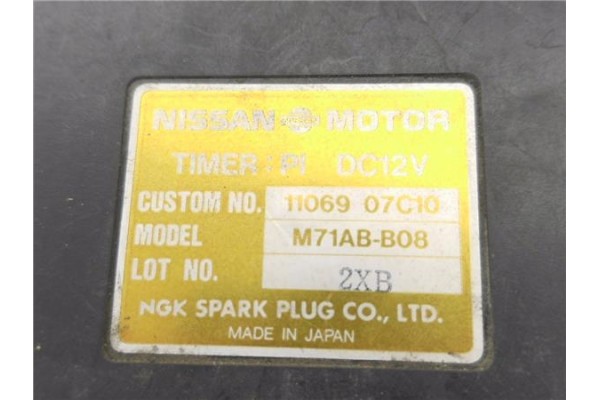 NISSAN MOTOR
TIMER : PI DC12V
CUSTOM NO. 11069 07C10
MODEL M71AB-B08
LOT NO. 2XB
NGK SPARK PLUG CO., LTD.
MADE IN JAPAN